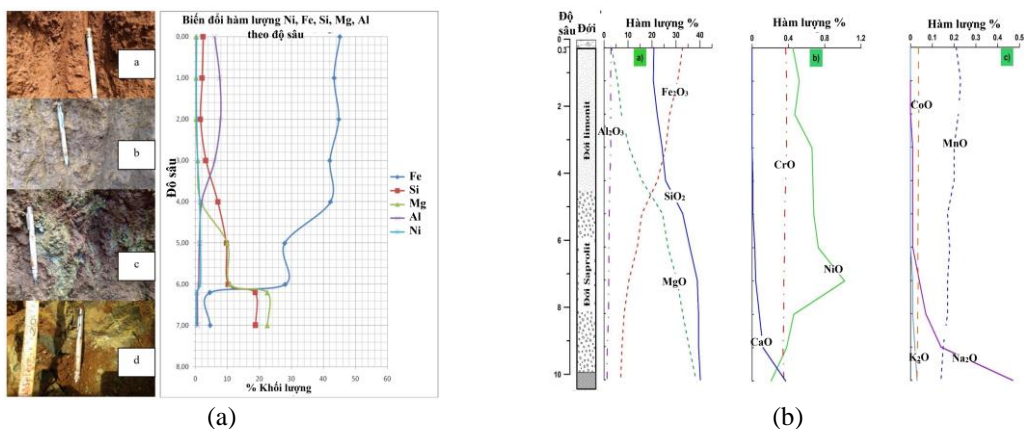 a
b
c
d
Biến đổi hàm lượng Ni, Fe, Si, Mg, Al
theo độ sâu
0 10 20 30 40 50 60
0,00
1,00
2,00
3,00
4,00
5,00
6,00
7,00
8,00
Độ sâu
% Khối lượng
Fe
Si
Mg
Al
Ni
(a)
Độ
sâu Đới
0
0.3
2
4
6
8
10
Đới limonit
Đới Saprolit
Hàm lượng %
0 10 20 30 40
a)
Fe₂O₃
Al₂O₃
SiO₂
MgO
Hàm lượng %
0 0.4 0.8 1.2
b)
CrO
NiO
CaO
Hàm lượng %
0 0.1 0.2 0.3 0.4 0.5
c)
CoO
MnO
K₂O
Na₂O
(b)